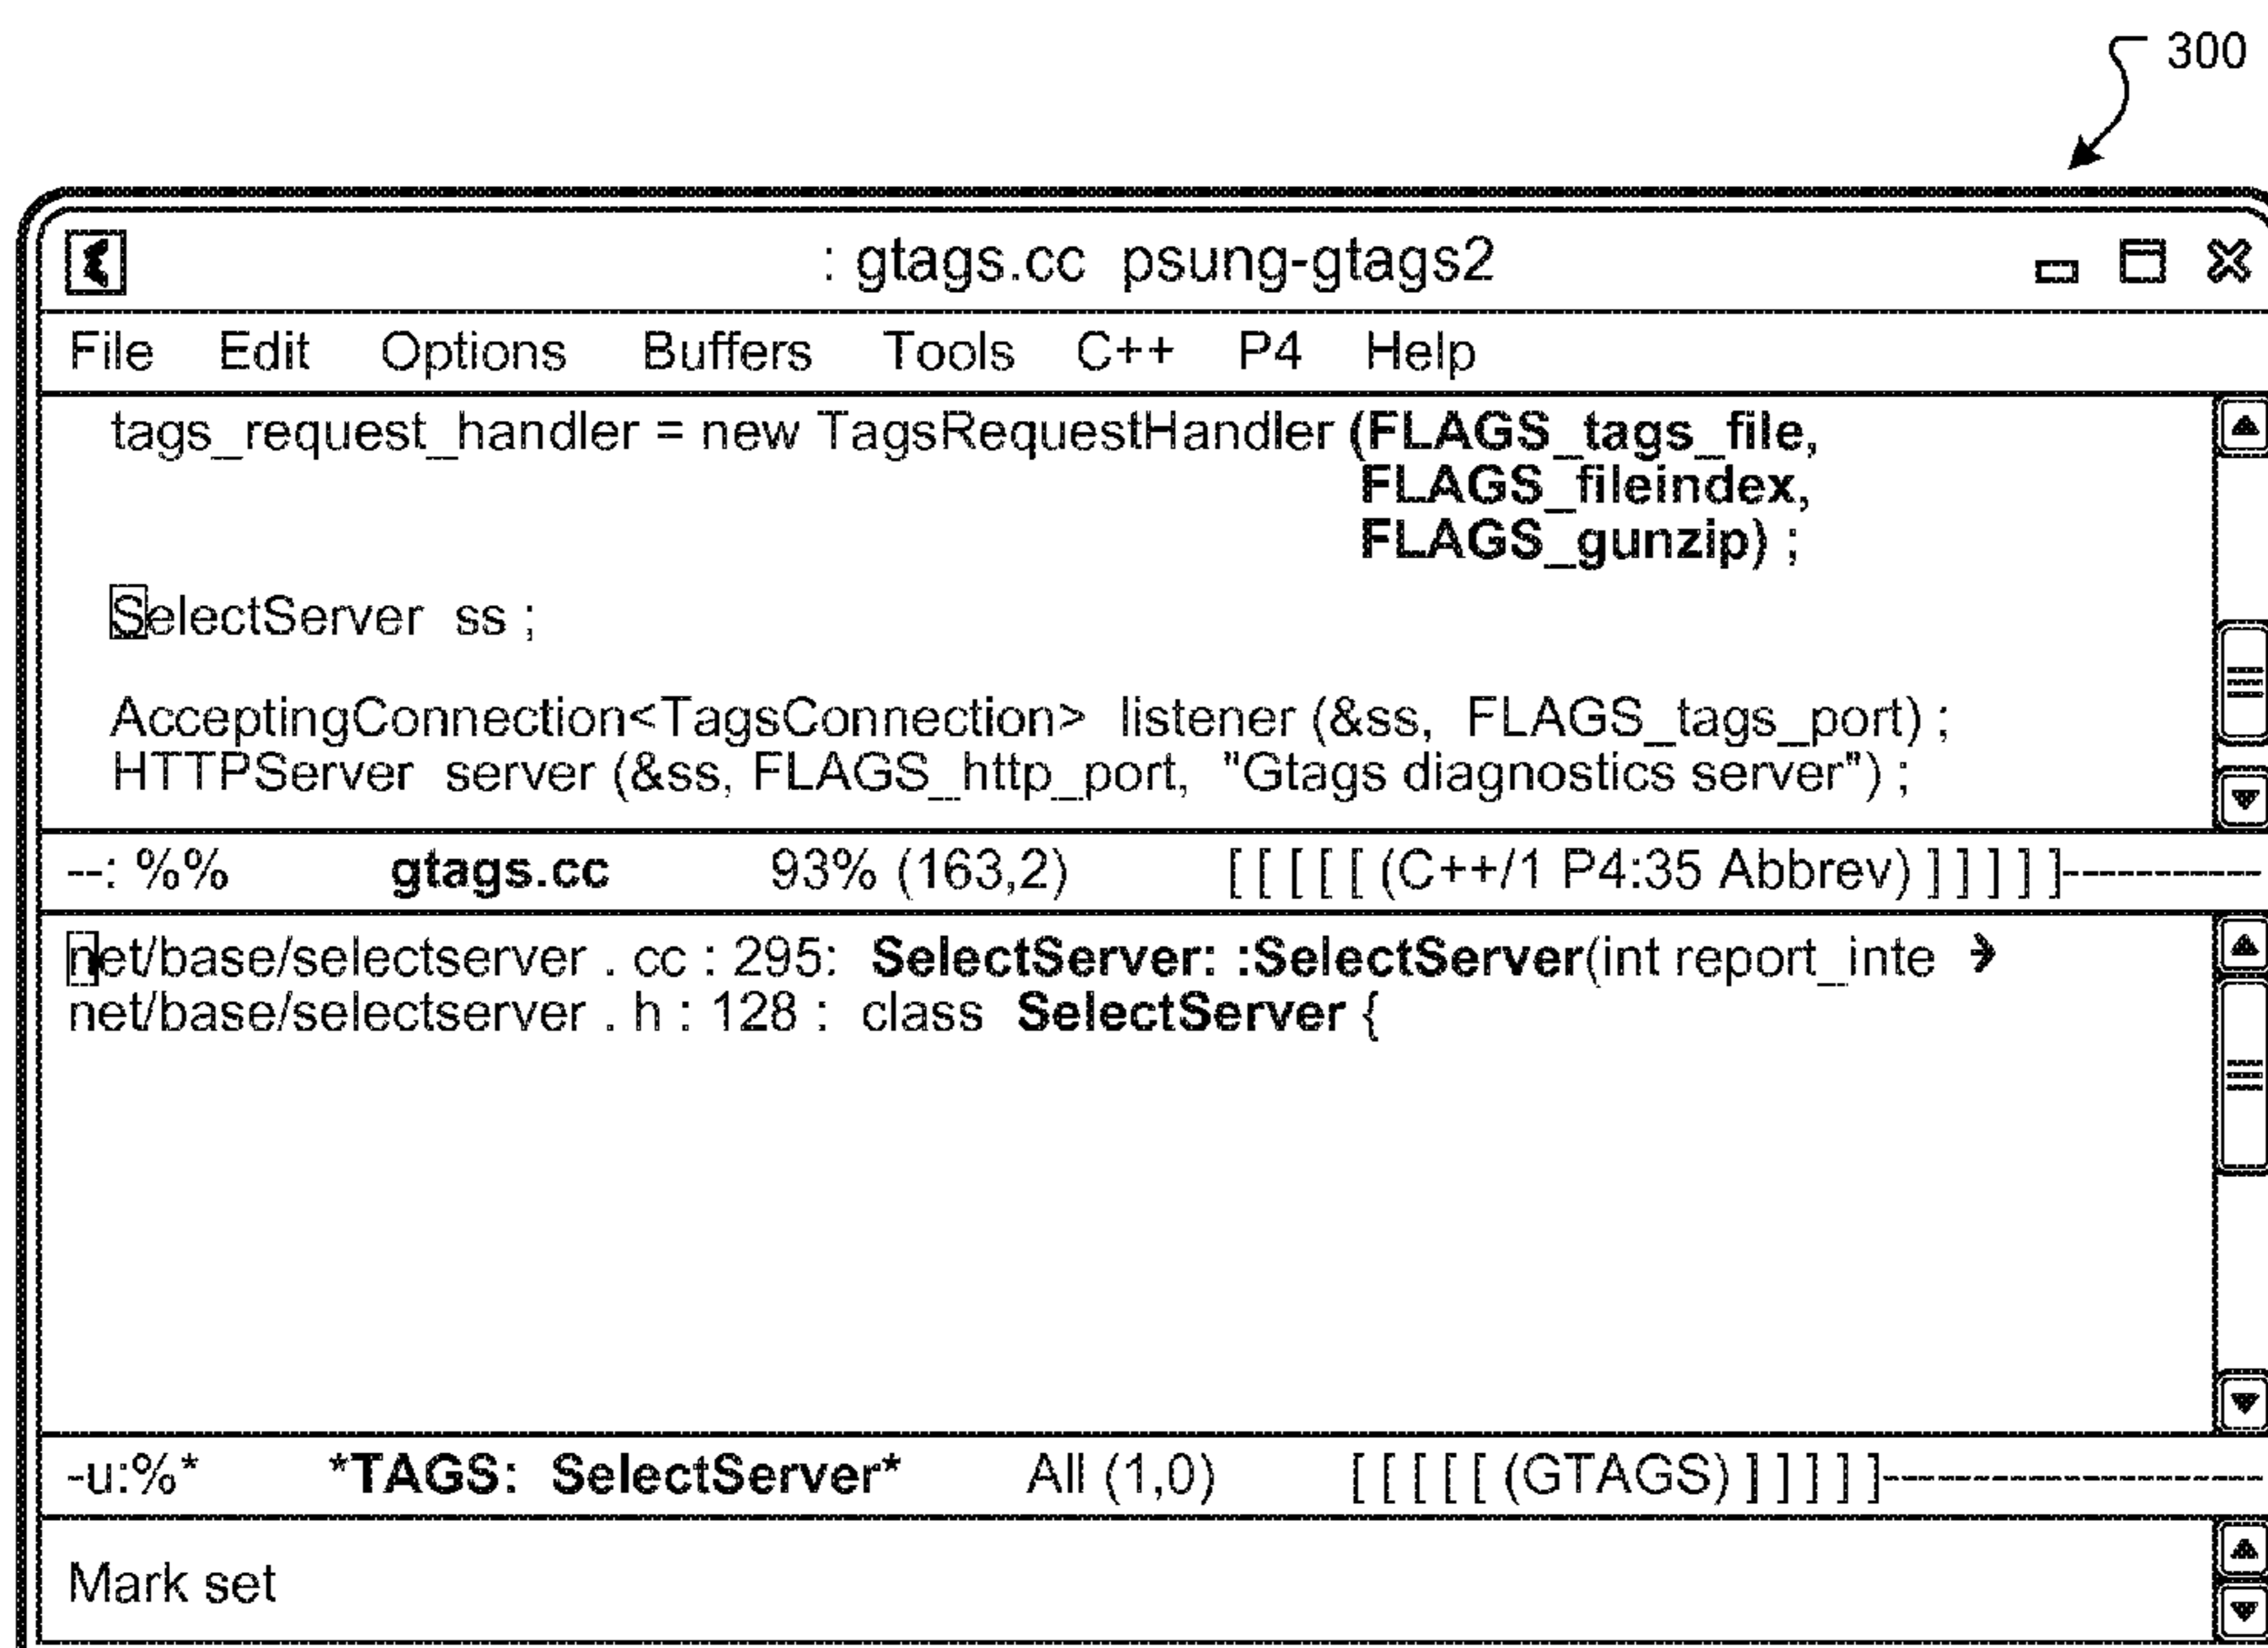 300
: gtags.cc psung-gtags2
File Edit Options Buffers Tools C++ P4 Help
tags_request_handler = new TagsRequestHandler (FLAGS_tags_file,
FLAGS_fileindex,
FLAGS_gunzip) ;
SelectServer ss ;
AcceptingConnection<TagsConnection> listener (&ss, FLAGS_tags_port) ;
HTTPServer server (&ss, FLAGS_http_port, "Gtags diagnostics server") ;
--: %% gtags.cc 93% (163,2) [ [ [ [ [ (C++/1 P4:35 Abbrev) ] ] ] ] ]-----------
net/base/selectserver . cc : 295: SelectServer: :SelectServer(int report_inte →
net/base/selectserver . h : 128 : class SelectServer {
-u:%* *TAGS: SelectServer* All (1,0) [ [ [ [ [ (GTAGS) ] ] ] ] ]---------------------
Mark set